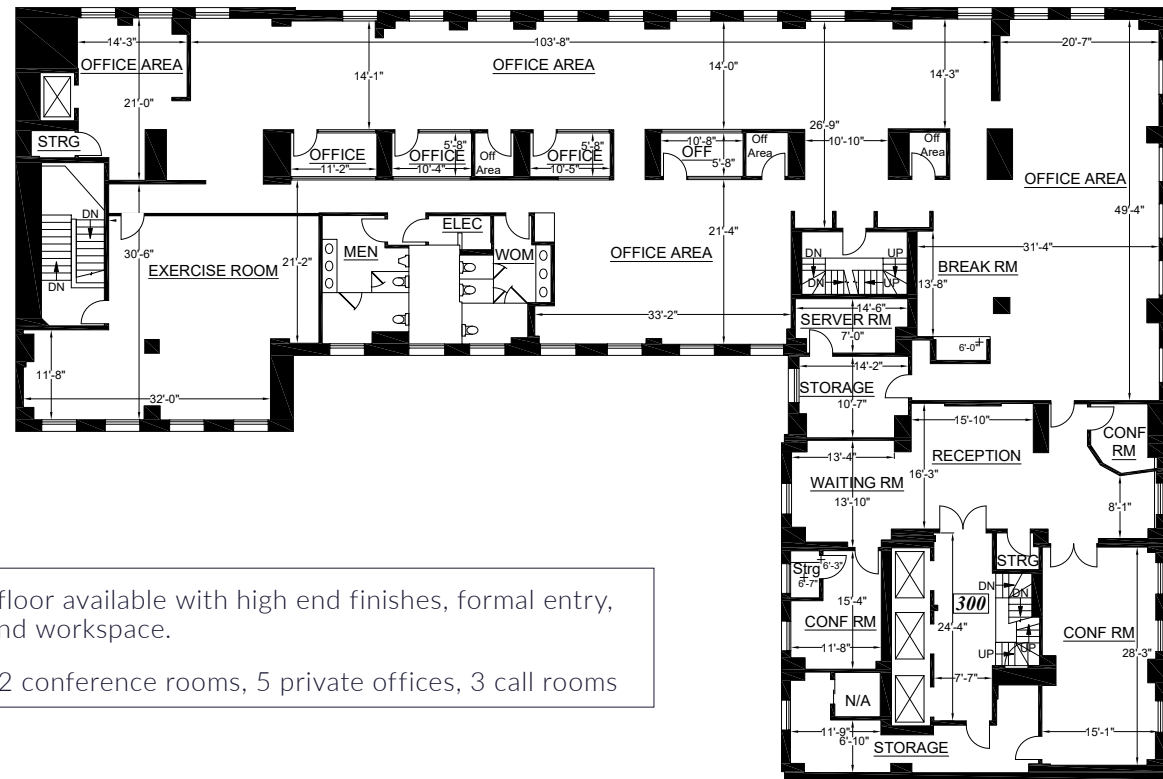 14'-3"
103'-8"
20'-7"
OFFICE AREA
OFFICE AREA
14'-1"
14'-0"
14'-3"
21'-0"
26'-9"
STRG
OFFICE
11'-2"
OFFICE
5'-8"
10'-4"
Off
Area
OFFICE
5'-8"
10'-5"
10'-8"
OFF
5'-8"
Off
Area
10'-10"
Off
Area
OFFICE AREA
49'-4"
DN
DN
30'-6"
EXERCISE ROOM
21'-2"
MEN
ELEC
WOM
21'-4"
OFFICE AREA
33'-2"
31'-4"
BREAK RM
13'-8"
DN
UP
DN
UP
14'-6"
SERVER RM
7'-0"
6'-0"
11'-8"
32'-0"
14'-2"
STORAGE
10'-7"
15'-10"
RECEPTION
16'-3"
CONF
RM
8'-1"
13'-4"
WAITING RM
13'-10"
Strg
6'-3"
6'-7"
15'-4"
CONF RM
11'-8"
STRG
DN
DN
300
24'-4"
UP
UP
7'-7"
CONF RM
28'-3"
15'-1"
N/A
11'-9"
6'-10"
STORAGE
floor available with high end finishes, formal entry,
nd workspace.
2 conference rooms, 5 private offices, 3 call rooms